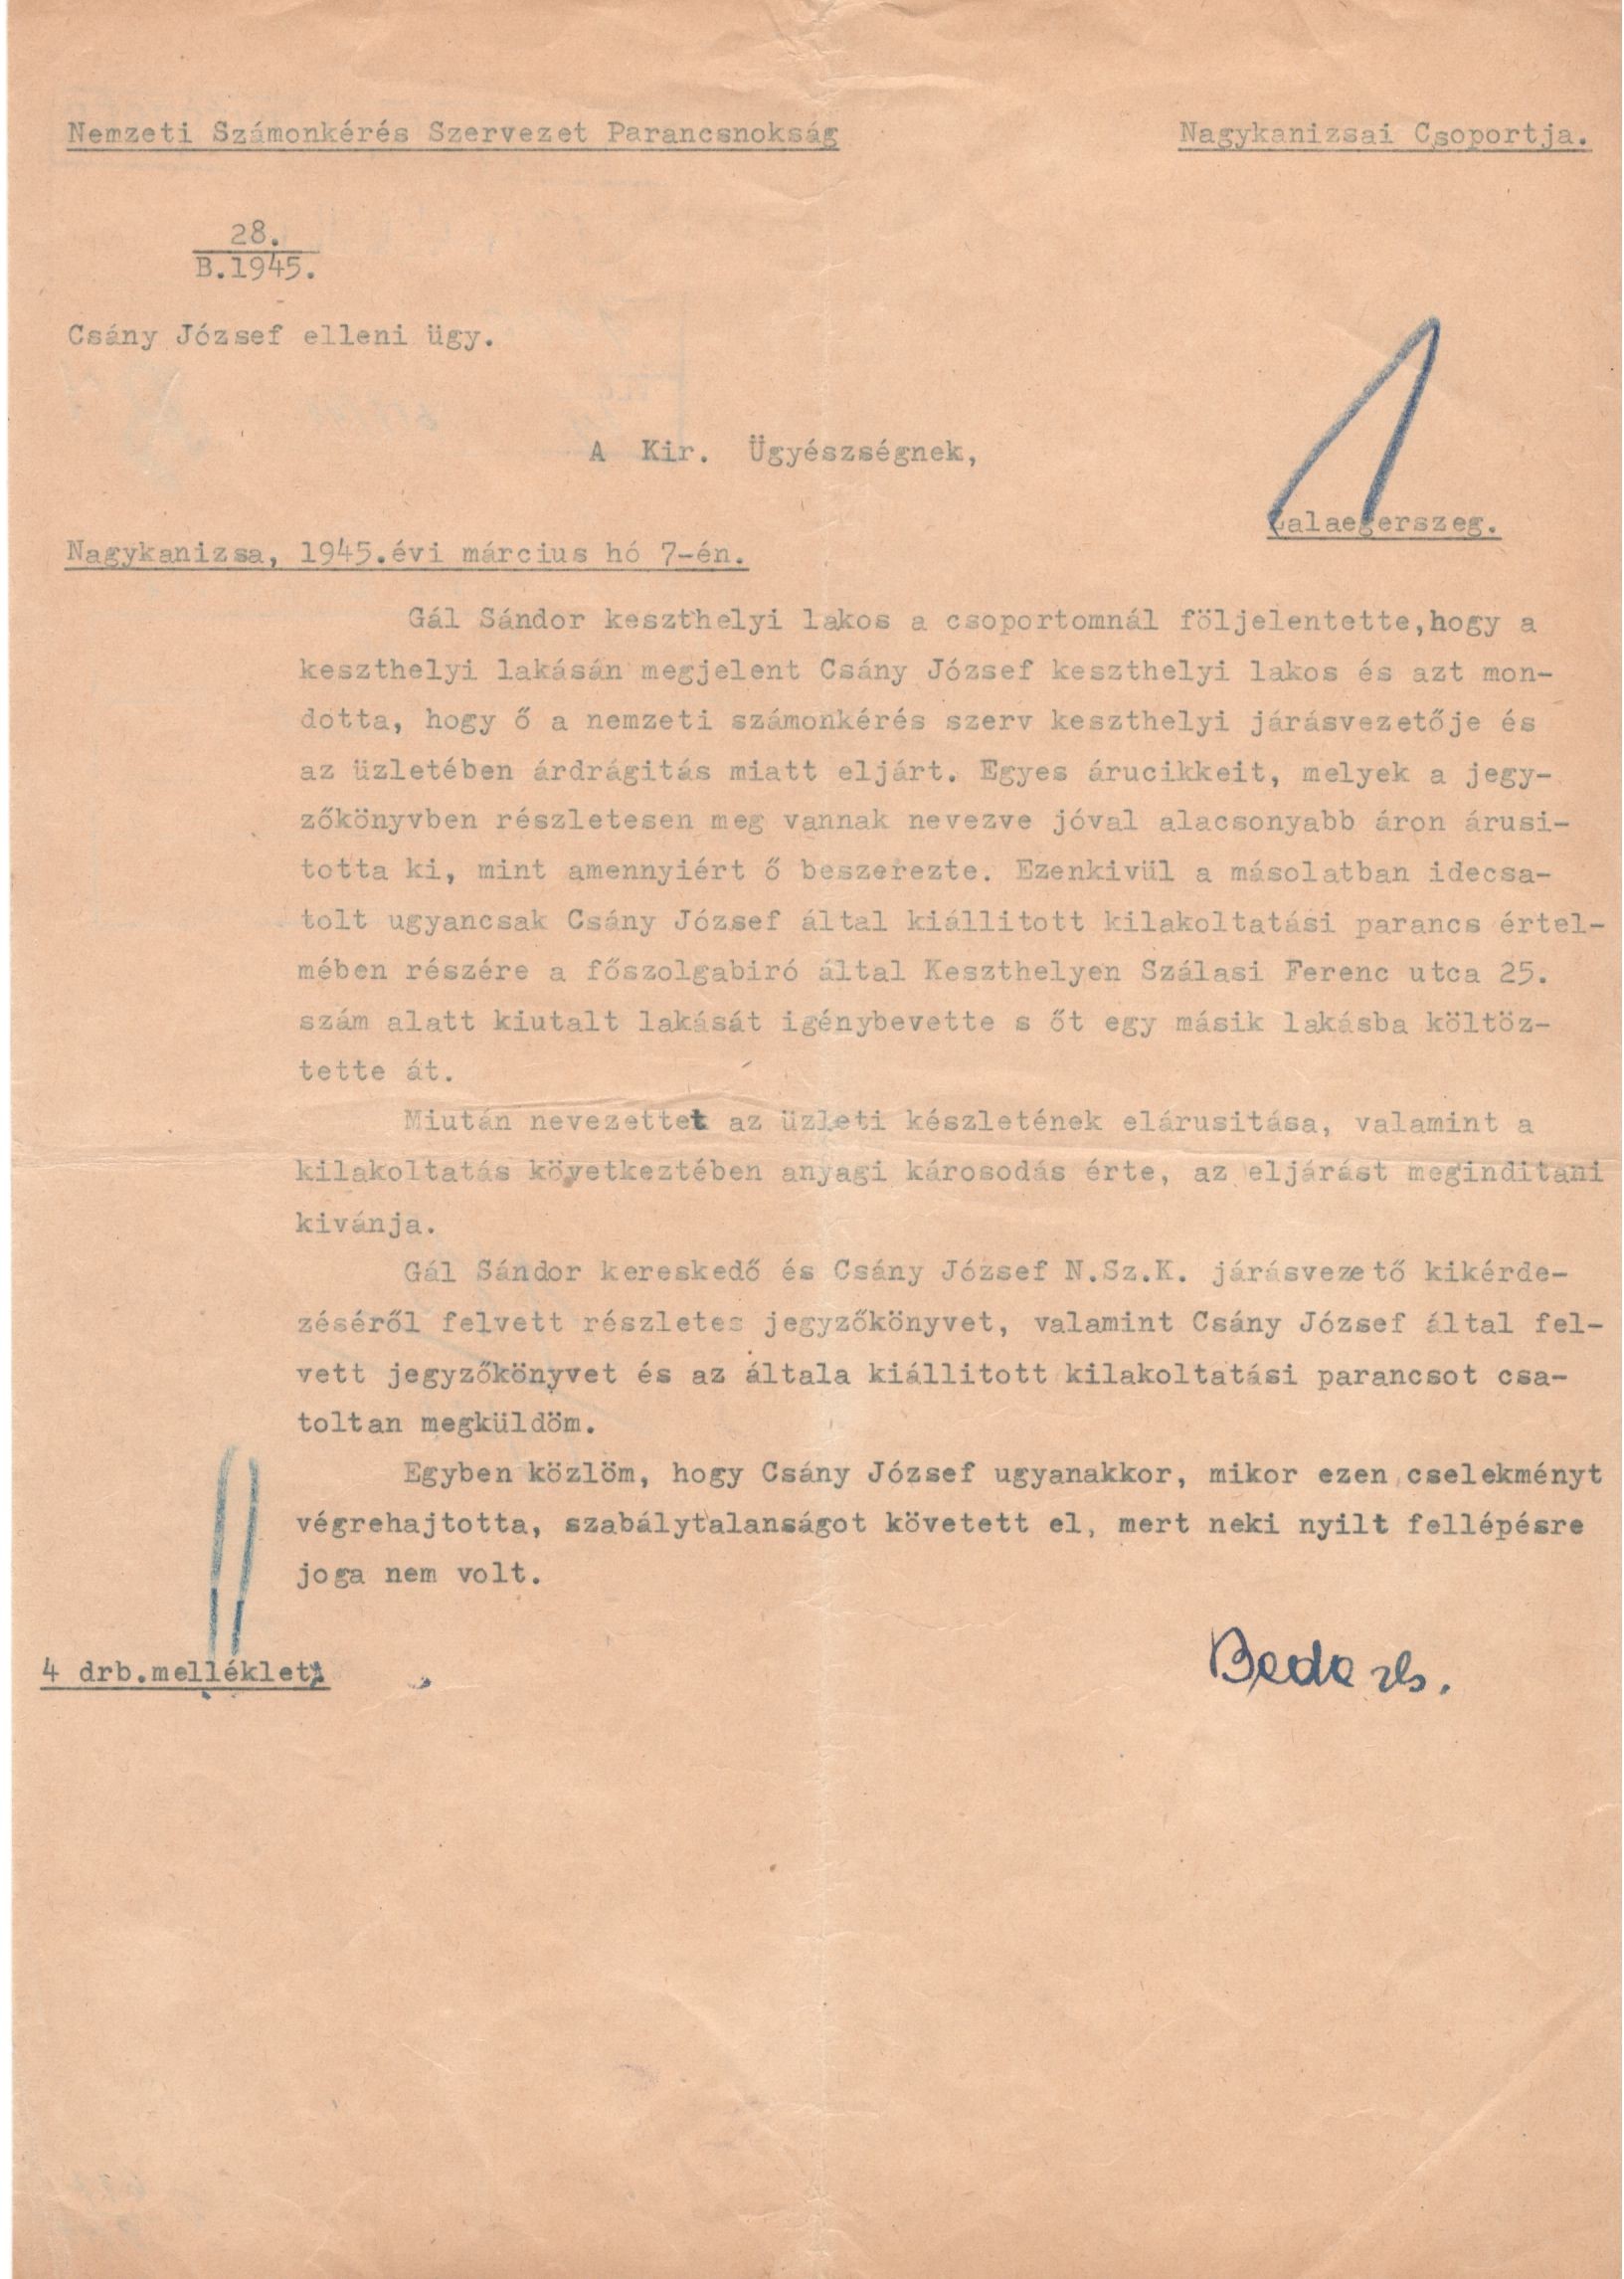 Nemzeti Számonkérés Szervezet Parancsnokság Nagykanizsai Csoportja.
28.
B.1945.
Csány József elleni ügy.
1
A Kir. Ügyészségnek,
Zalaegerszeg.
Nagykanizsa, 1945.évi március hó 7-én.
Gál Sándor keszthelyi lakos a csoportomnál följelentette,hogy a
keszthelyi lakásán megjelent Csány József keszthelyi lakos és azt mon-
dotta, hogy ő a nemzeti számonkérés szerv keszthelyi járásvezetője és
az üzletében árdrágitás miatt eljárt. Egyes árucikkeit, melyek a jegy-
zőkönyvben részletesen meg vannak nevezve jóval alacsonyabb áron árusi-
totta ki, mint amennyiért ő beszerezte. Ezenkivül a másolatban idecsa-
tolt ugyancsak Csány József által kiállitott kilakoltatási parancs értel-
mében részére a főszolgabiró által Keszthelyen Szálasi Ferenc utca 25.
szám alatt kiutalt lakását igénybevette s őt egy másik lakásba költöz-
tette át.
Miután nevezettet az üzleti készletének elárusitása, valamint a
kilakoltatás következtében anyagi károsodás érte, az eljárást meginditani
kivánja.
Gál Sándor kereskedő és Csány József N.Sz.K. járásvezető kikérde-
zéséről felvett részletes jegyzőkönyvet, valamint Csány József által fel-
vett jegyzőkönyvet és az általa kiállitott kilakoltatási parancsot csa-
toltan megküldöm.
Egyben közlöm, hogy Csány József ugyanakkor, mikor ezen cselekményt
végrehajtotta, szabálytalanságot követett el, mert neki nyilt fellépésre
joga nem volt.
4 drb.melléklet.